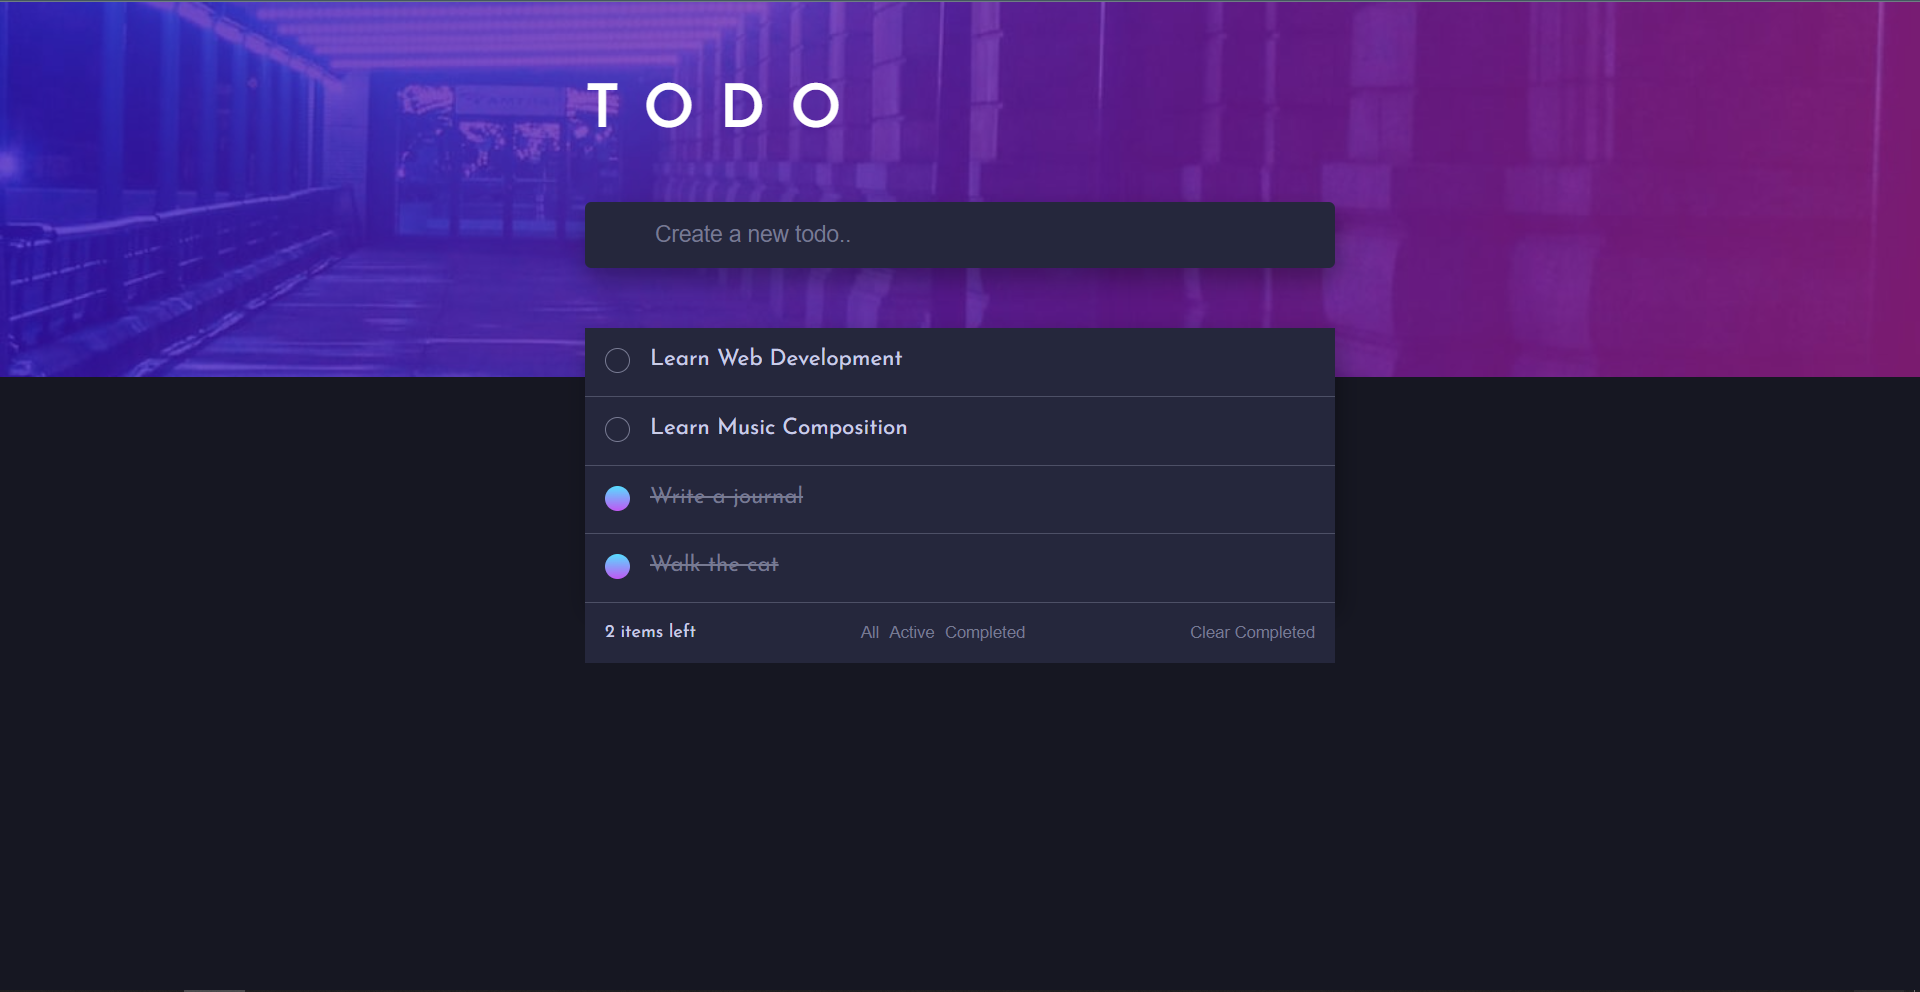 TODO
Create a new todo..
Learn Web Development
Learn Music Composition
Write a journal
Walk the cat
2 items left All Active Completed Clear Completed